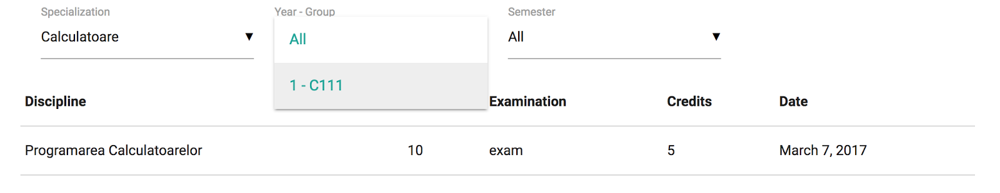 Specialization Year - Group Semester
Calculatoare ▼ All All ▼
1 - C111
Discipline Examination Credits Date
Programarea Calculatoarelor 10 exam 5 March 7, 2017